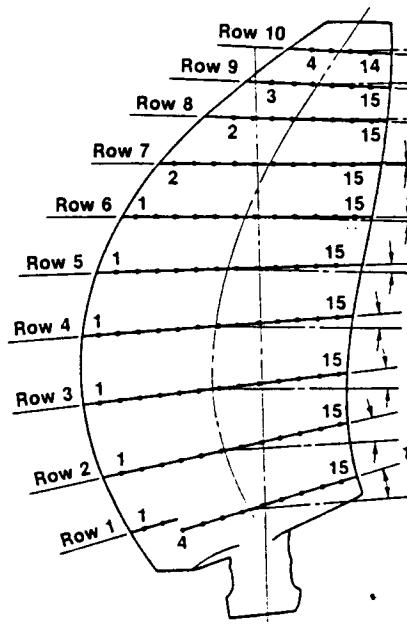 Row 10
4 14
Row 9
3 15
Row 8
2 15
Row 7
2 15
Row 6
1 15
Row 5
1 15
Row 4
1 15
Row 3
1 15
Row 2
1 15
Row 1
1 4 15